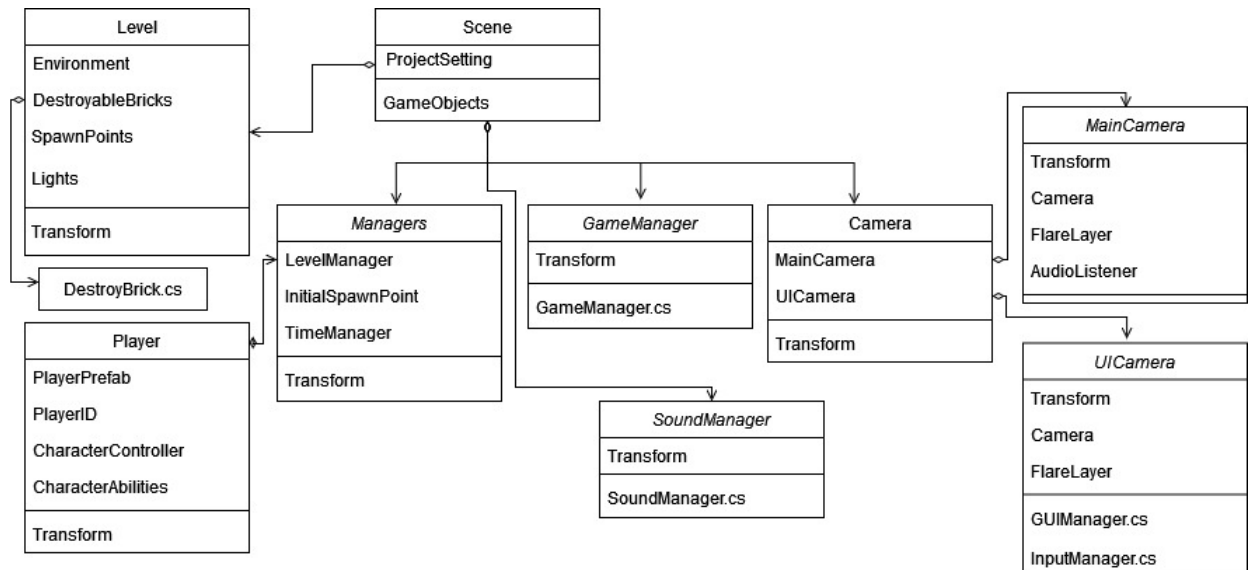 Level
Environment
DestroyableBricks
SpawnPoints
Lights
Transform
Scene
ProjectSetting
GameObjects
DestroyBrick.cs
Player
PlayerPrefab
PlayerID
CharacterController
CharacterAbilities
Transform
Managers
LevelManager
InitialSpawnPoint
TimeManager
Transform
GameManager
Transform
GameManager.cs
SoundManager
Transform
SoundManager.cs
Camera
MainCamera
UICamera
Transform
MainCamera
Transform
Camera
FlareLayer
AudioListener
UICamera
Transform
Camera
FlareLayer
GUIManager.cs
InputManager.cs